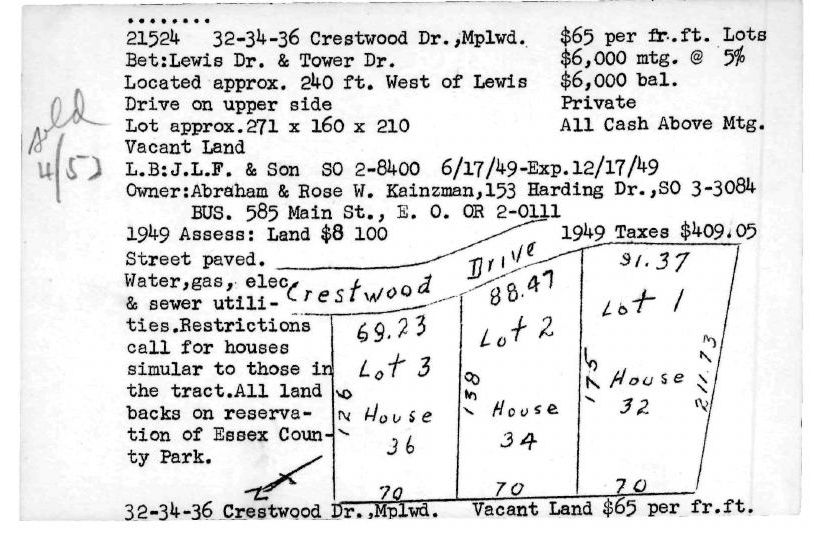 21524 32-34-36 Crestwood Dr.,Mplwd. $65 per fr.ft. Lots
Bet:Lewis Dr. & Tower Dr. $6,000 mtg. @ 5%
Located approx. 240 ft. West of Lewis $6,000 bal.
Drive on upper side Private
Lot approx.271 x 160 x 210 All Cash Above Mtg.
Vacant Land
sold
4/53
L.B:J.L.F. & Son SO 2-8400 6/17/49-Exp.12/17/49
Owner:Abraham & Rose W. Kainzman,153 Harding Dr.,SO 3-3084
BUS. 585 Main St., E. O. OR 2-0111
1949 Assess: Land $8 100 1949 Taxes $409.05
Street paved.
Water,gas, elec.
& sewer utili-
ties.Restrictions
call for houses
simular to those in
the tract.All land
backs on reserva-
tion of Essex Coun-
ty Park.
Crestwood Drive
69.23
Lot 3
126
House
36
70
88.47
Lot 2
138
House
34
70
91.37
Lot 1
175
House
32
211.73
70
32-34-36 Crestwood Dr.,Mplwd. Vacant Land $65 per fr.ft.